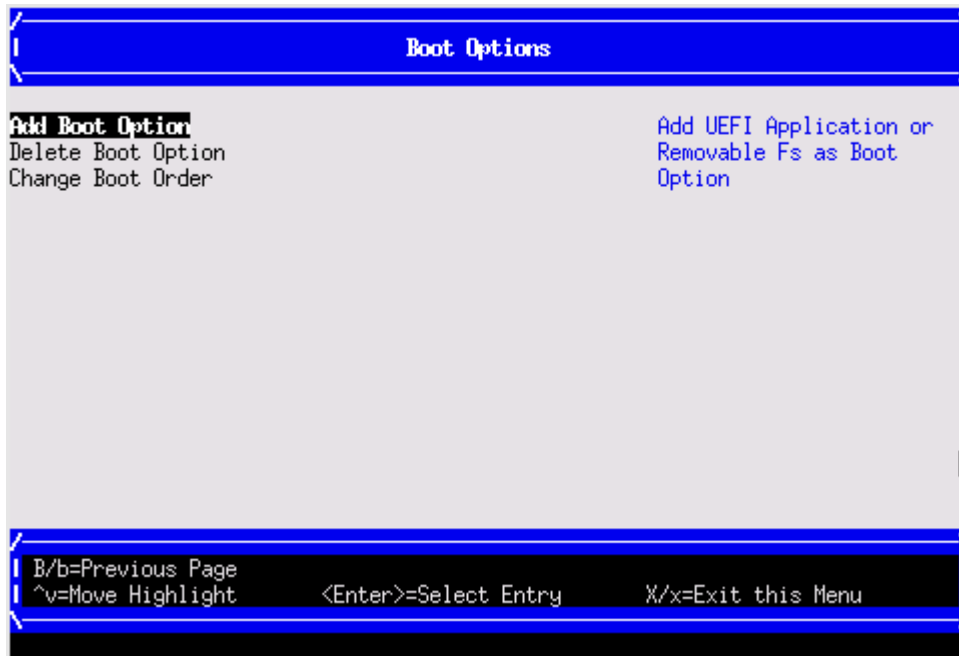 Boot Options
Add Boot Option
Delete Boot Option
Change Boot Order
Add UEFI Application or
Removable Fs as Boot
Option
B/b=Previous Page
^v=Move Highlight <Enter>=Select Entry X/x=Exit this Menu